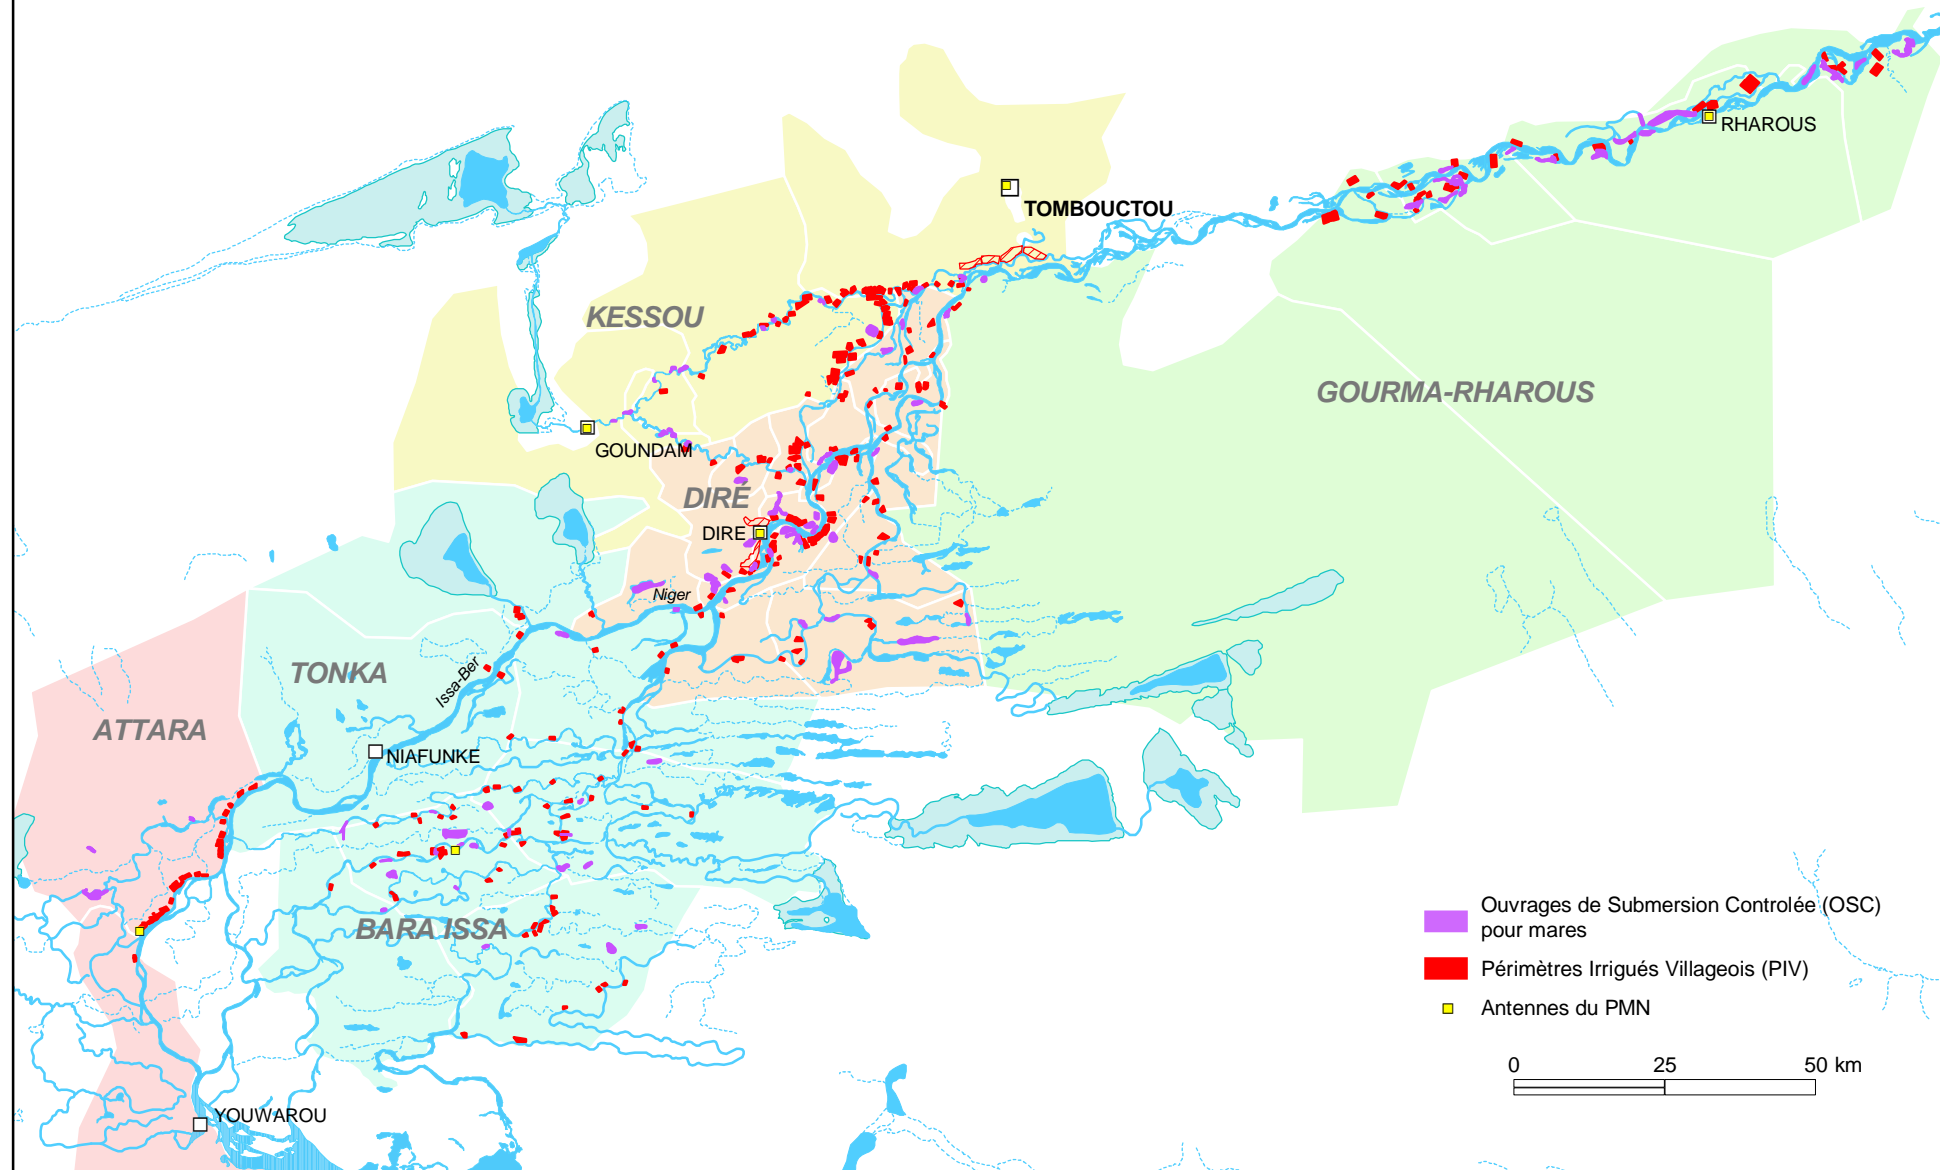 RHAROUS
TOMBOUCTOU
KESSOU
GOURMA-RHAROUS
GOUNDAM
DIRÉ
DIRE
Niger
Issa-Ber
TONKA
ATTARA
NIAFUNKE
BARA ISSA
YOUWAROU
Ouvrages de Submersion Controlée (OSC)
pour mares
Périmètres Irrigués Villageois (PIV)
Antennes du PMN
0 25 50 km